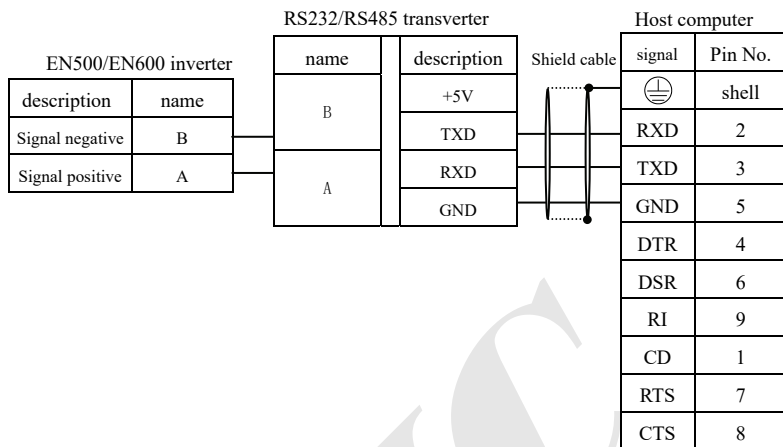 RS232/RS485 transverter
Host computer
EN500/EN600 inverter
name description
Shield cable
signal Pin No.
description name
B +5V
shell
Signal negative B
TXD
RXD 2
Signal positive A
A RXD
TXD 3
GND
GND 5
DTR 4
DSR 6
RI 9
CD 1
RTS 7
CTS 8